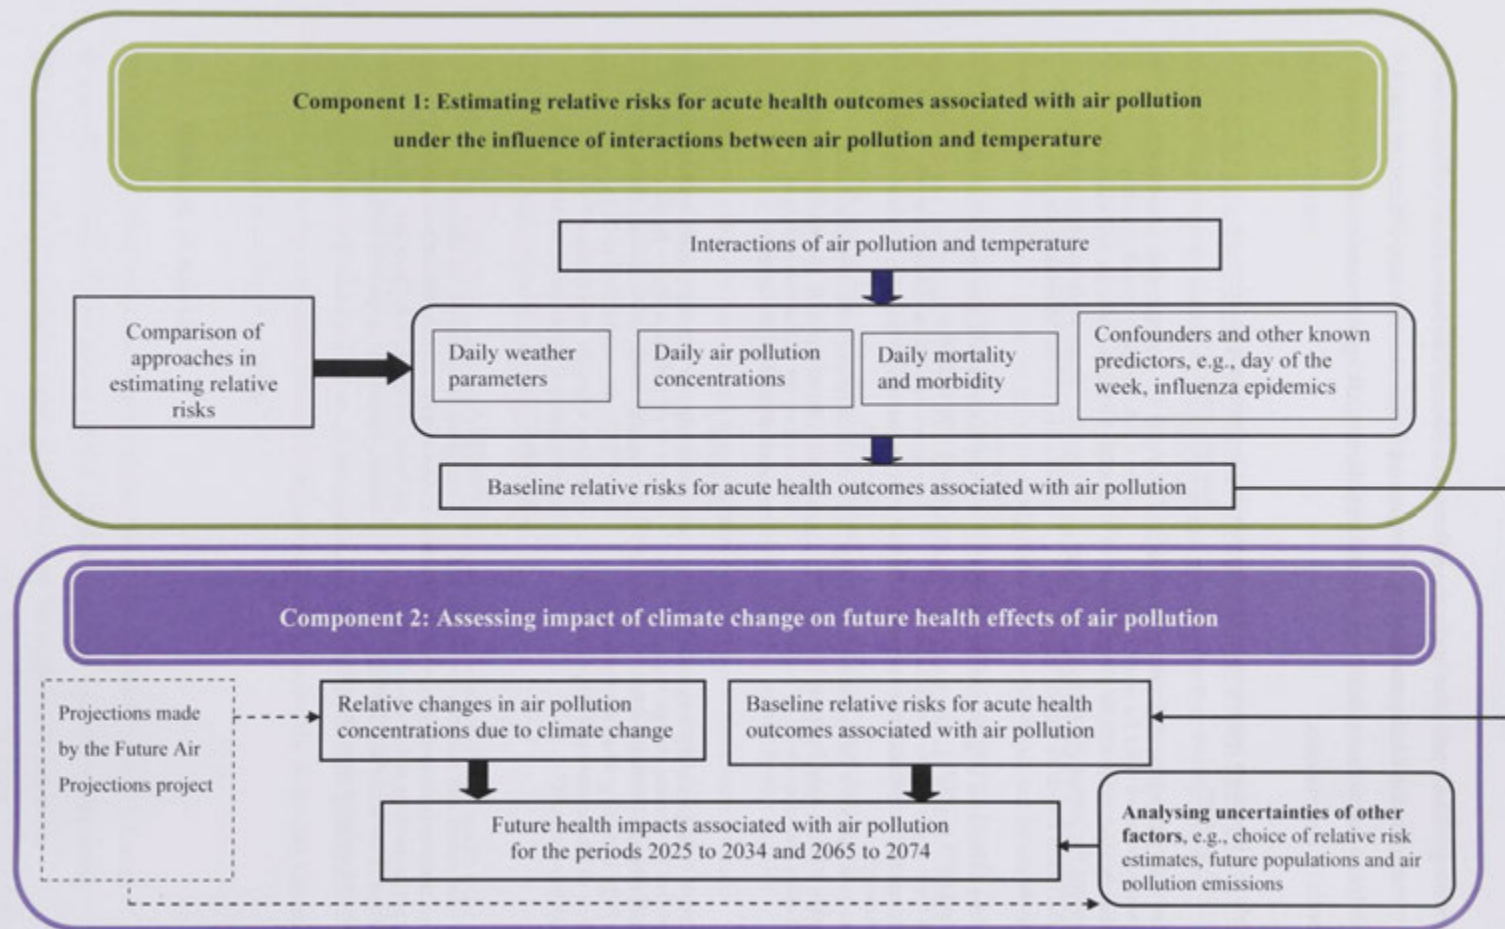 Component 1: Estimating relative risks for acute health outcomes associated with air pollution
under the influence of interactions between air pollution and temperature
Interactions of air pollution and temperature
Comparison of
approaches in
estimating relative
risks
Daily weather
parameters
Daily air pollution
concentrations
Daily mortality
and morbidity
Confounders and other known
predictors, e.g., day of the
week, influenza epidemics
Baseline relative risks for acute health outcomes associated with air pollution
Component 2: Assessing impact of climate change on future health effects of air pollution
Projections made
by the Future Air
Projections project
Relative changes in air pollution
concentrations due to climate change
Baseline relative risks for acute health
outcomes associated with air pollution
Future health impacts associated with air pollution
for the periods 2025 to 2034 and 2065 to 2074
Analysing uncertainties of other
factors, e.g., choice of relative risk
estimates, future populations and air
pollution emissions